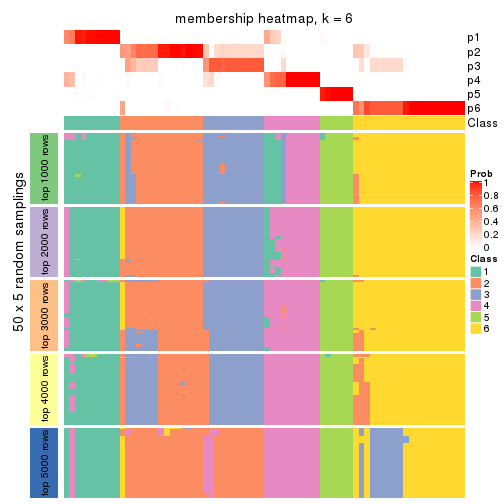 membership heatmap, k = 6
p1
p2
p3
p4
p5
p6
Class
50 x 5 random samplings
top 1000 rows
top 2000 rows
top 3000 rows
top 4000 rows
top 5000 rows
Prob
1
0.8
0.6
0.4
0.2
0
Class
1
2
3
4
5
6